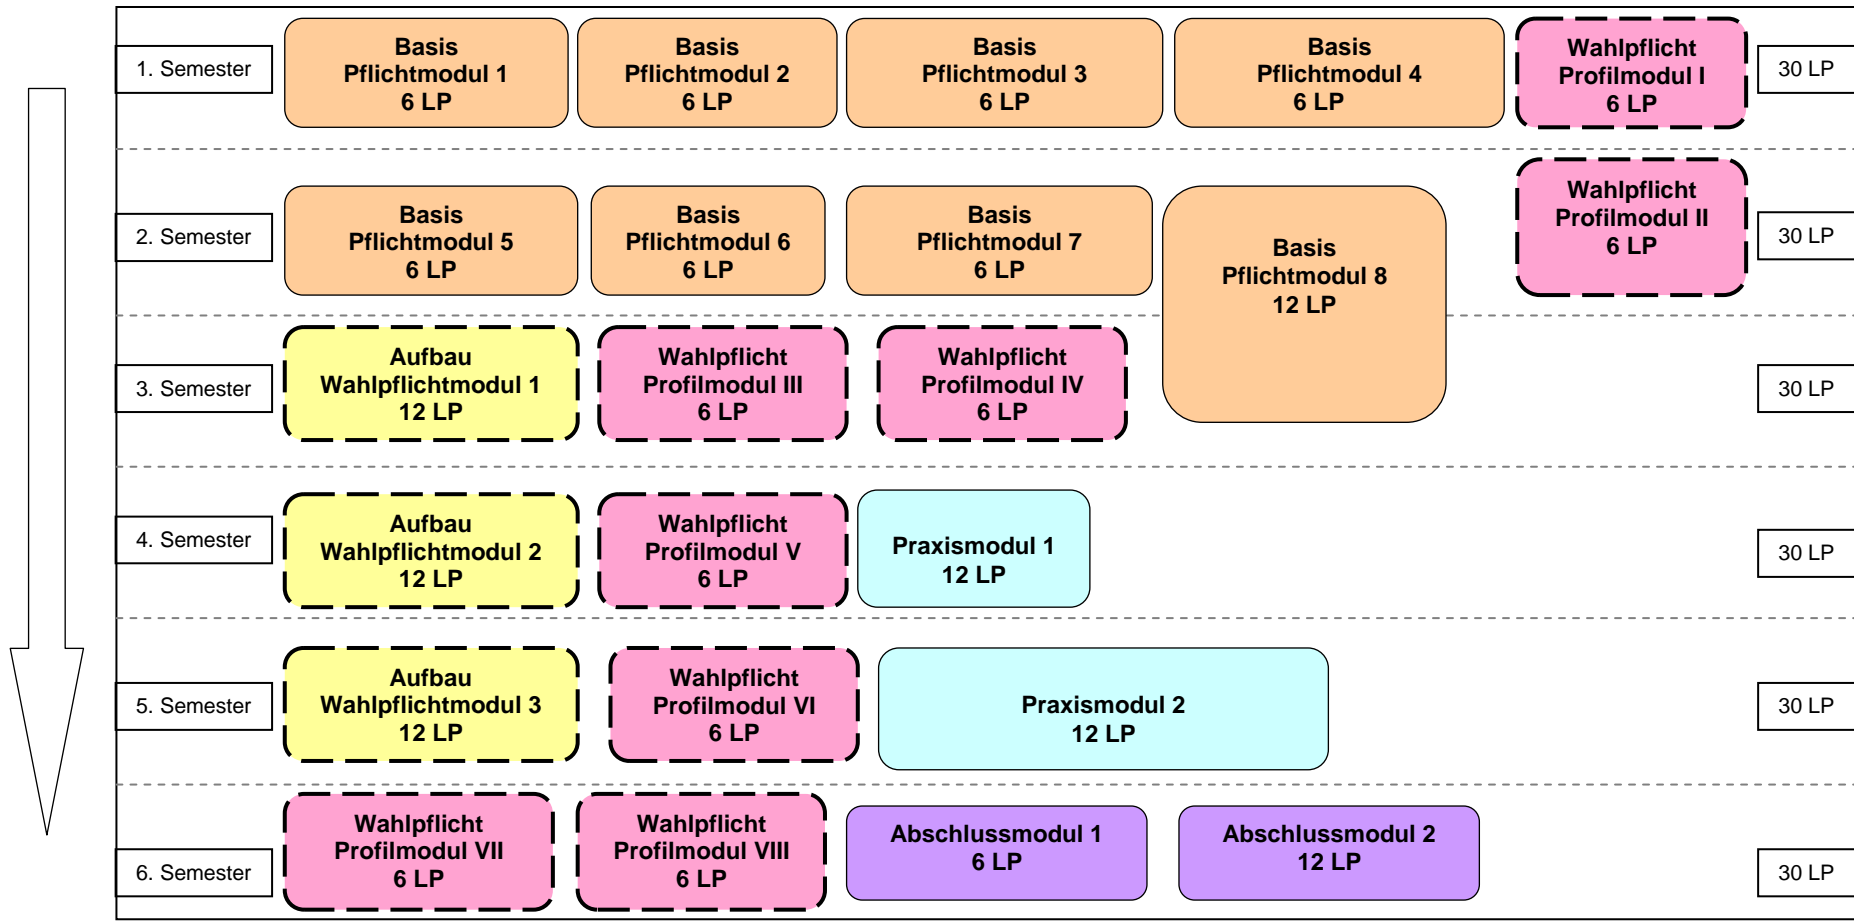 1. Semester
Basis
Pflichtmodul 1
6 LP
Basis
Pflichtmodul 2
6 LP
Basis
Pflichtmodul 3
6 LP
Basis
Pflichtmodul 4
6 LP
Wahlpflicht
Profilmodul I
6 LP
30 LP
2. Semester
Basis
Pflichtmodul 5
6 LP
Basis
Pflichtmodul 6
6 LP
Basis
Pflichtmodul 7
6 LP
Basis
Pflichtmodul 8
12 LP
Wahlpflicht
Profilmodul II
6 LP
30 LP
3. Semester
Aufbau
Wahlpflichtmodul 1
12 LP
Wahlpflicht
Profilmodul III
6 LP
Wahlpflicht
Profilmodul IV
6 LP
30 LP
4. Semester
Aufbau
Wahlpflichtmodul 2
12 LP
Wahlpflicht
Profilmodul V
6 LP
Praxismodul 1
12 LP
30 LP
5. Semester
Aufbau
Wahlpflichtmodul 3
12 LP
Wahlpflicht
Profilmodul VI
6 LP
Praxismodul 2
12 LP
30 LP
6. Semester
Wahlpflicht
Profilmodul VII
6 LP
Wahlpflicht
Profilmodul VIII
6 LP
Abschlussmodul 1
6 LP
Abschlussmodul 2
12 LP
30 LP